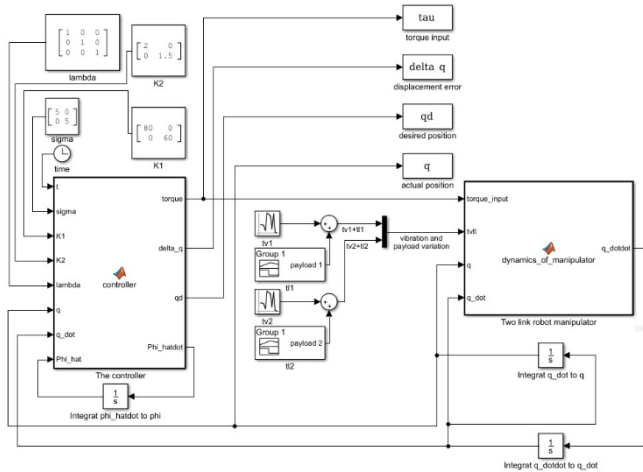 1 0 0
0 1 0
0 0 1
lambda
2 0
0 1.5
K2
5 0
0 5
sigma
80 0
0 60
K1
time
tau
torque input
delta q
displacement error
qd
desired position
q
actual position
t
sigma
K1
K2
lambda
q
q_dot
Phi_hat
controller
torque
delta_q
qd
Phi_hatdot
The controller
1
s
Integrat phi_hatdot to phi
tv1
Group 1
payload 1
tl1
tv2
Group 1
payload 2
tl2
tv1+tl1
tv2+tl2
vibration and
payload variation
torque_input
tvtl
q
q_dot
dynamics_of_manipulator
q_dotdot
Two link robot manipulator
1
s
Integrat q_dot to q
1
s
Integrat q_dotdot to q_dot